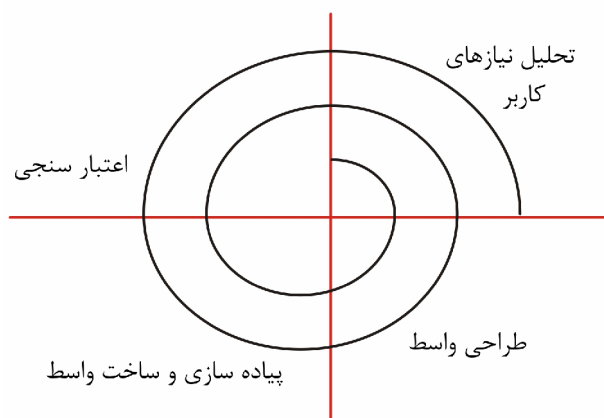 تحلیل نیازهای
کاربر
اعتبار سنجی
طراحی واسط
پیاده سازی و ساخت واسط